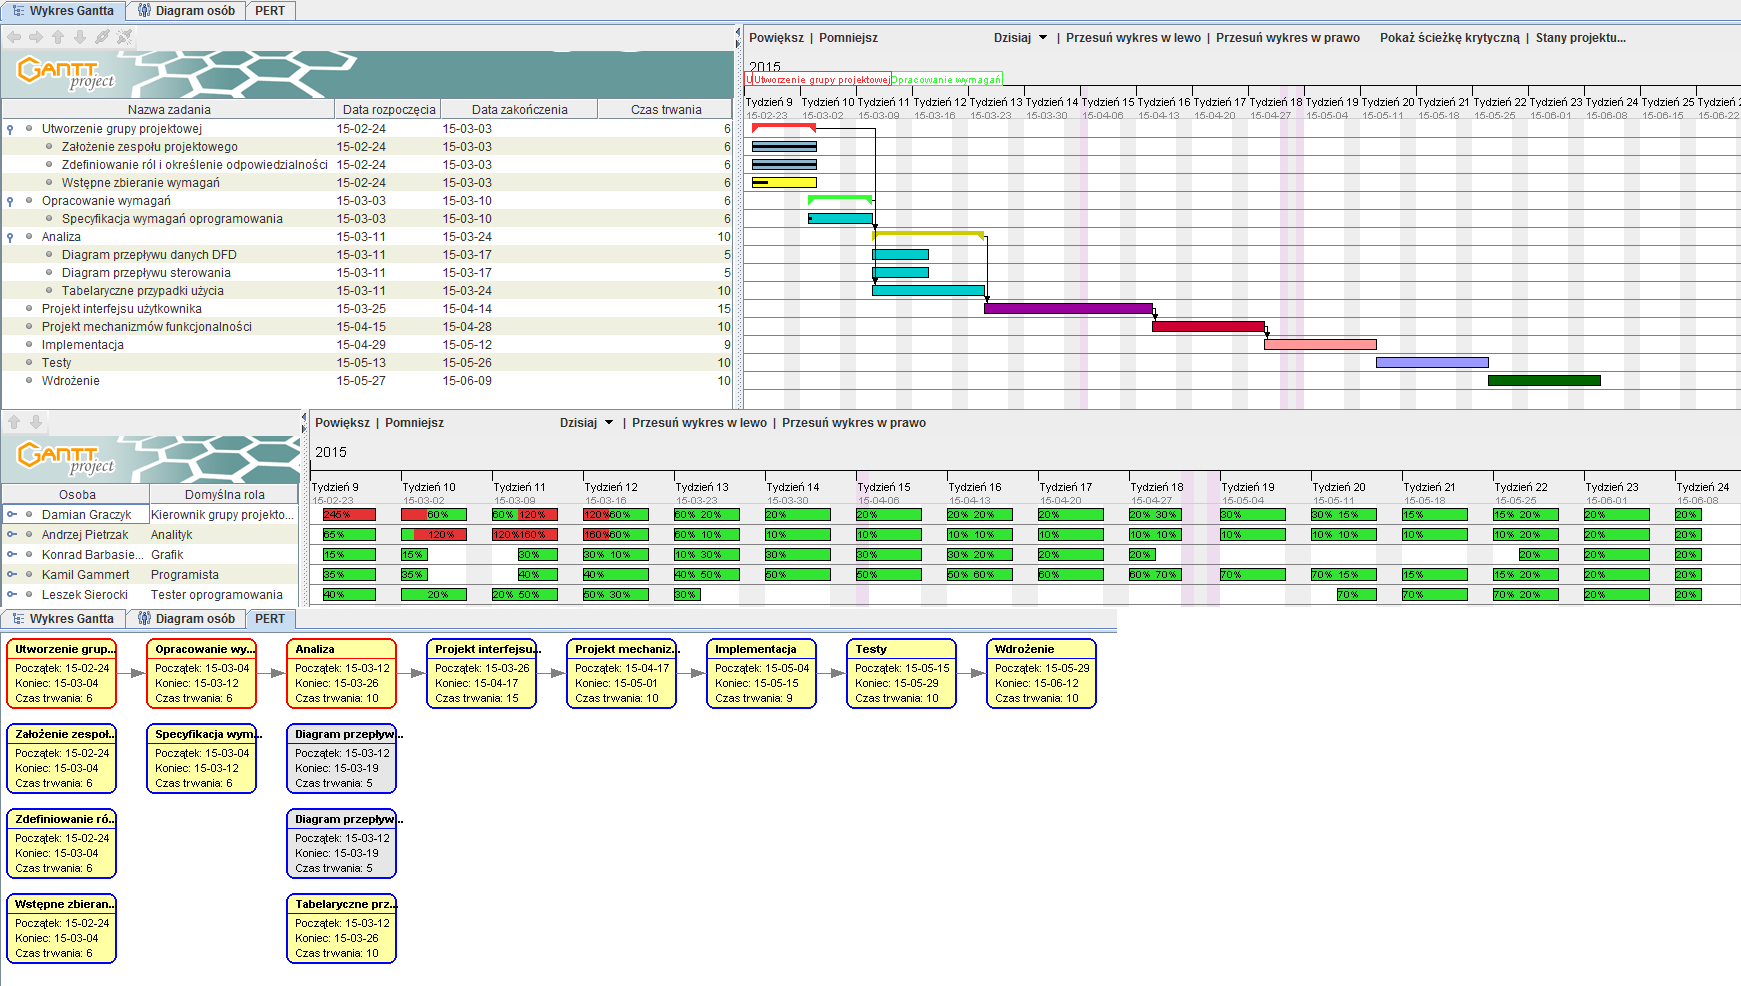 Wykres Gantta Diagram osób PERT
Powiększ | Pomniejsz Dzisiaj | Przesuń wykres w lewo | Przesuń wykres w prawo Pokaż ścieżkę krytyczną | Stany projektu...
GANTT project
2015
Utworzenie grupy projektowej Opracowanie wymagań
Nazwa zadania Data rozpoczęcia Data zakończenia Czas trwania
Tydzień 9 Tydzień 10 Tydzień 11 Tydzień 12 Tydzień 13 Tydzień 14 Tydzień 15 Tydzień 16 Tydzień 17 Tydzień 18 Tydzień 19 Tydzień 20 Tydzień 21 Tydzień 22 Tydzień 23 Tydzień 24 Tydzień 25 Tydzień 2
15-02-23 15-03-02 15-03-09 15-03-16 15-03-23 15-03-30 15-04-06 15-04-13 15-04-20 15-04-27 15-05-04 15-05-11 15-05-18 15-05-25 15-06-01 15-06-08 15-06-15 15-06-22
Utworzenie grupy projektowej 15-02-24 15-03-03 6
Założenie zespołu projektowego 15-02-24 15-03-03 6
Zdefiniowanie ról i określenie odpowiedzialności 15-02-24 15-03-03 6
Wstępne zbieranie wymagań 15-02-24 15-03-03 6
Opracowanie wymagań 15-03-03 15-03-10 6
Specyfikacja wymagań oprogramowania 15-03-03 15-03-10 6
Analiza 15-03-11 15-03-24 10
Diagram przepływu danych DFD 15-03-11 15-03-17 5
Diagram przepływu sterowania 15-03-11 15-03-17 5
Tabelaryczne przypadki użycia 15-03-11 15-03-24 10
Projekt interfejsu użytkownika 15-03-25 15-04-14 15
Projekt mechanizmów funkcjonalności 15-04-15 15-04-28 10
Implementacja 15-04-29 15-05-12 9
Testy 15-05-13 15-05-26 10
Wdrożenie 15-05-27 15-06-09 10
Powiększ | Pomniejsz Dzisiaj | Przesuń wykres w lewo | Przesuń wykres w prawo
GANTT project
2015
Osoba Domyślna rola
Tydzień 9 Tydzień 10 Tydzień 11 Tydzień 12 Tydzień 13 Tydzień 14 Tydzień 15 Tydzień 16 Tydzień 17 Tydzień 18 Tydzień 19 Tydzień 20 Tydzień 21 Tydzień 22 Tydzień 23 Tydzień 24
15-02-23 15-03-02 15-03-09 15-03-16 15-03-23 15-03-30 15-04-06 15-04-13 15-04-20 15-04-27 15-05-04 15-05-11 15-05-18 15-05-25 15-06-01 15-06-08
Damian Graczyk Kierownik grupy projekto... 245% 60% 60% 120% 120% 60% 60% 20% 20% 20% 20% 20% 20% 20% 30% 30% 30% 15% 15% 15% 20% 20% 20%
Andrzej Pietrzak Analityk 65% 120% 120% 160% 160% 60% 60% 10% 10% 10% 10% 10% 10% 10% 10% 10% 10% 10% 10% 10% 10% 20% 20%
Konrad Barbasie... Grafik 15% 15% 30% 30% 10% 10% 30% 30% 30% 30% 20% 20% 20% 20% 20% 20%
Kamil Gammert Programista 35% 35% 40% 40% 40% 50% 50% 50% 50% 60% 60% 60% 70% 70% 70% 15% 15% 15% 20% 20% 20%
Leszek Sierocki Tester oprogramowania 40% 20% 20% 50% 50% 30% 30% 70% 70% 70% 20% 20% 20%
Wykres Gantta Diagram osób PERT
Utworzenie grup...
Początek: 15-02-24
Koniec: 15-03-04
Czas trwania: 6
Opracowanie wy...
Początek: 15-03-04
Koniec: 15-03-12
Czas trwania: 6
Analiza
Początek: 15-03-12
Koniec: 15-03-26
Czas trwania: 10
Projekt interfejsu...
Początek: 15-03-26
Koniec: 15-04-17
Czas trwania: 15
Projekt mechaniz...
Początek: 15-04-17
Koniec: 15-05-01
Czas trwania: 10
Implementacja
Początek: 15-05-04
Koniec: 15-05-15
Czas trwania: 9
Testy
Początek: 15-05-15
Koniec: 15-05-29
Czas trwania: 10
Wdrożenie
Początek: 15-05-29
Koniec: 15-06-12
Czas trwania: 10
Założenie zespoł...
Początek: 15-02-24
Koniec: 15-03-04
Czas trwania: 6
Specyfikacja wym...
Początek: 15-03-04
Koniec: 15-03-12
Czas trwania: 6
Diagram przepływ...
Początek: 15-03-12
Koniec: 15-03-19
Czas trwania: 5
Zdefiniowanie ró...
Początek: 15-02-24
Koniec: 15-03-04
Czas trwania: 6
Diagram przepływ...
Początek: 15-03-12
Koniec: 15-03-19
Czas trwania: 5
Wstępne zbieran...
Początek: 15-02-24
Koniec: 15-03-04
Czas trwania: 6
Tabelaryczne prz...
Początek: 15-03-12
Koniec: 15-03-26
Czas trwania: 10